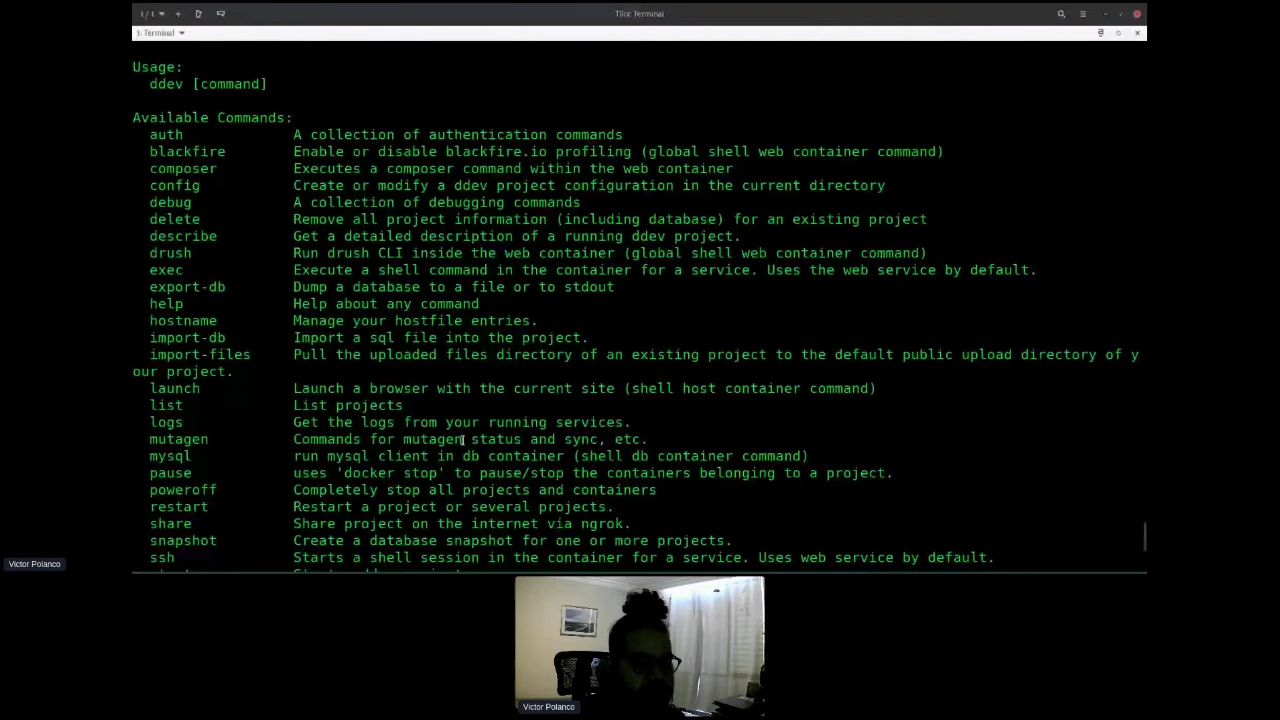 1 / 1
Tilix: Terminal
1: Terminal
Usage:
ddev [command]
Available Commands:
auth A collection of authentication commands
blackfire Enable or disable blackfire.io profiling (global shell web container command)
composer Executes a composer command within the web container
config Create or modify a ddev project configuration in the current directory
debug A collection of debugging commands
delete Remove all project information (including database) for an existing project
describe Get a detailed description of a running ddev project.
drush Run drush CLI inside the web container (global shell web container command)
exec Execute a shell command in the container for a service. Uses the web service by default.
export-db Dump a database to a file or to stdout
help Help about any command
hostname Manage your hostfile entries.
import-db Import a sql file into the project.
import-files Pull the uploaded files directory of an existing project to the default public upload directory of y
our project.
launch Launch a browser with the current site (shell host container command)
list List projects
logs Get the logs from your running services.
mutagen Commands for mutagen status and sync, etc.
mysql run mysql client in db container (shell db container command)
pause uses 'docker stop' to pause/stop the containers belonging to a project.
poweroff Completely stop all projects and containers
restart Restart a project or several projects.
share Share project on the internet via ngrok.
snapshot Create a database snapshot for one or more projects.
ssh Starts a shell session in the container for a service. Uses web service by default.
Victor Polanco
Victor Polanco